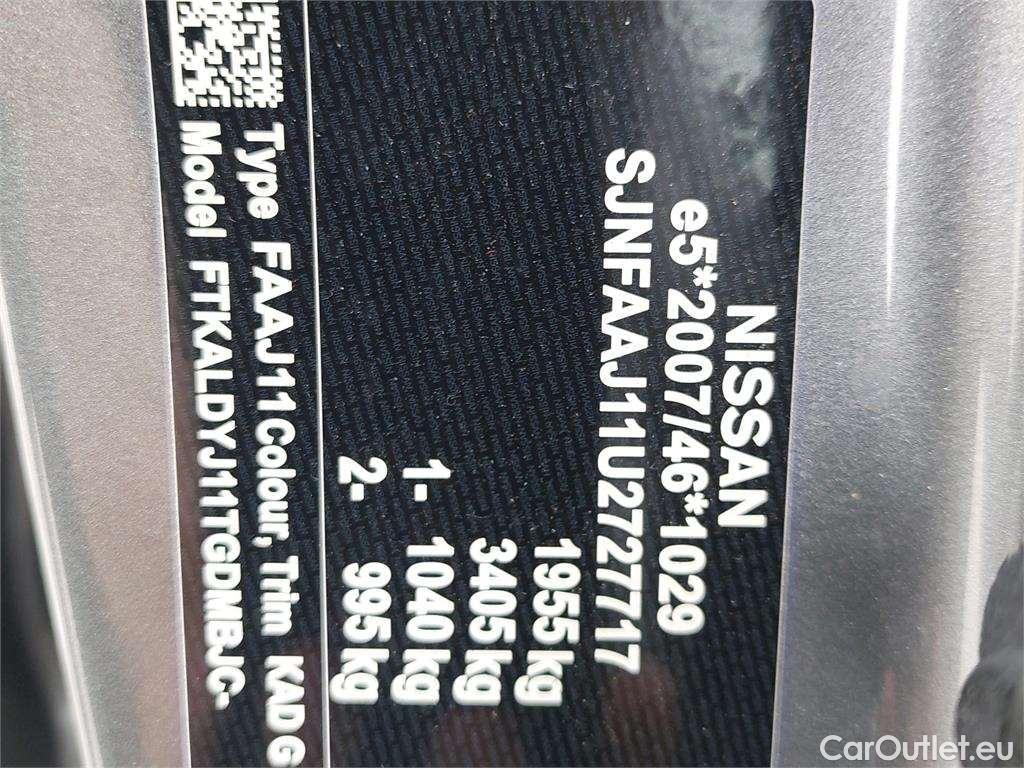 NISSAN
e5*2007/46*1029
SJNFAAJ11U2727717
1955 kg
3405 kg
1- 1040 kg
2- 995 kg
Type FAAJ11Colour, Trim KAD G
Model FTKALDYJ11TGDMBJC-
CarOutlet.eu